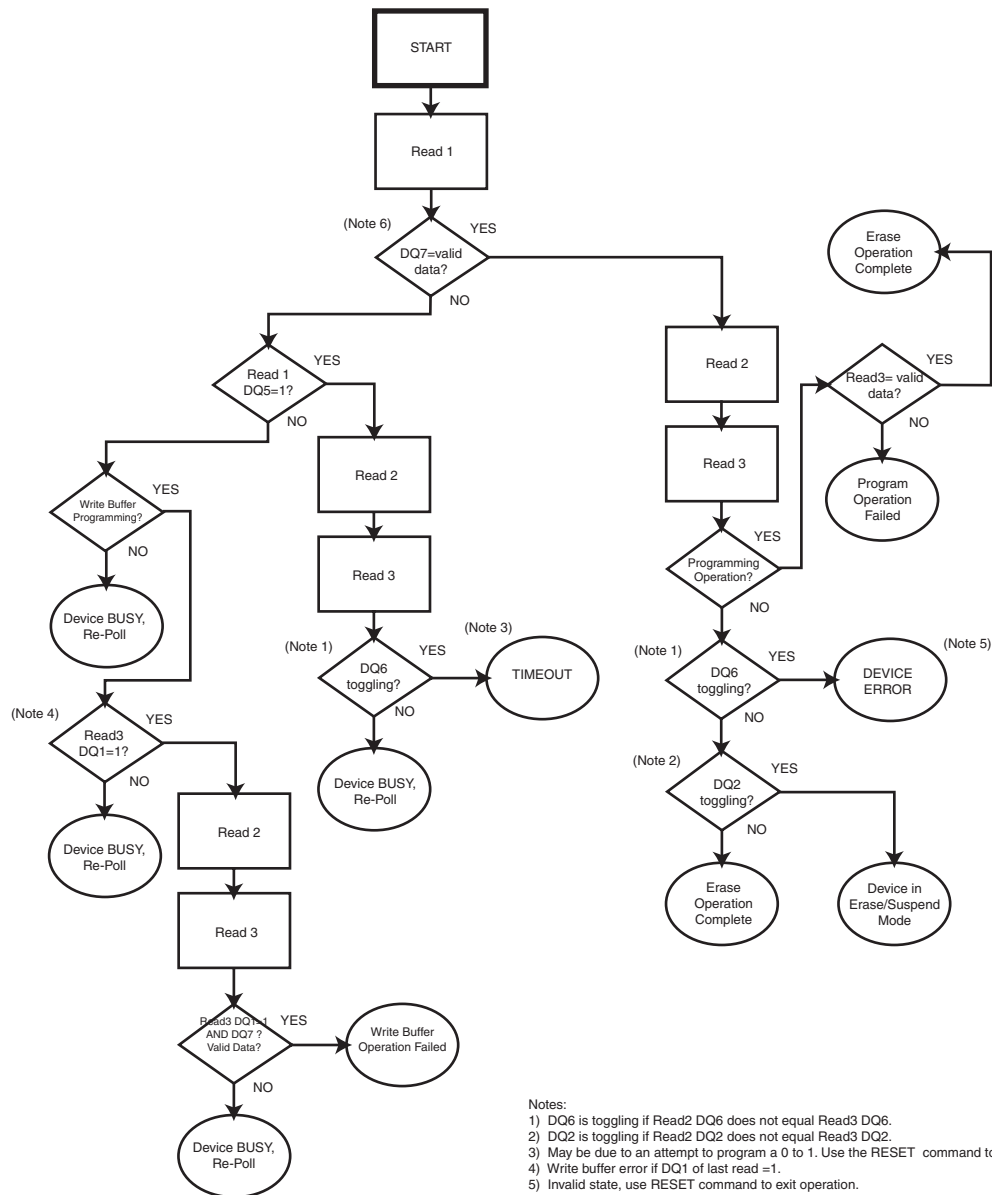 START
Read 1
(Note 6)
YES
DQ7=valid
data?
NO
Erase
Operation
Complete
Read 1
DQ5=1?
YES
NO
Read 2
Read3= valid
data?
YES
NO
Read 2
Read 3
Program
Operation
Failed
Write Buffer
Programming?
YES
NO
Device BUSY,
Re-Poll
Read 3
Programming
Operation?
YES
NO
(Note 1)
DQ6
toggling?
YES
NO
(Note 3)
TIMEOUT
(Note 1)
DQ6
toggling?
YES
NO
DEVICE
ERROR
(Note 5)
(Note 4)
Read3
DQ1=1?
YES
NO
Device BUSY,
Re-Poll
(Note 2)
DQ2
toggling?
YES
NO
Device BUSY,
Re-Poll
Read 2
Erase
Operation
Complete
Device in
Erase/Suspend
Mode
Read 3
Read3 DQ1=1
AND DQ7 ?
Valid Data?
YES
NO
Write Buffer
Operation Failed
Device BUSY,
Re-Poll
Notes:
1) DQ6 is toggling if Read2 DQ6 does not equal Read3 DQ6.
2) DQ2 is toggling if Read2 DQ2 does not equal Read3 DQ2.
3) May be due to an attempt to program a 0 to 1. Use the RESET command to
4) Write buffer error if DQ1 of last read =1.
5) Invalid state, use RESET command to exit operation.